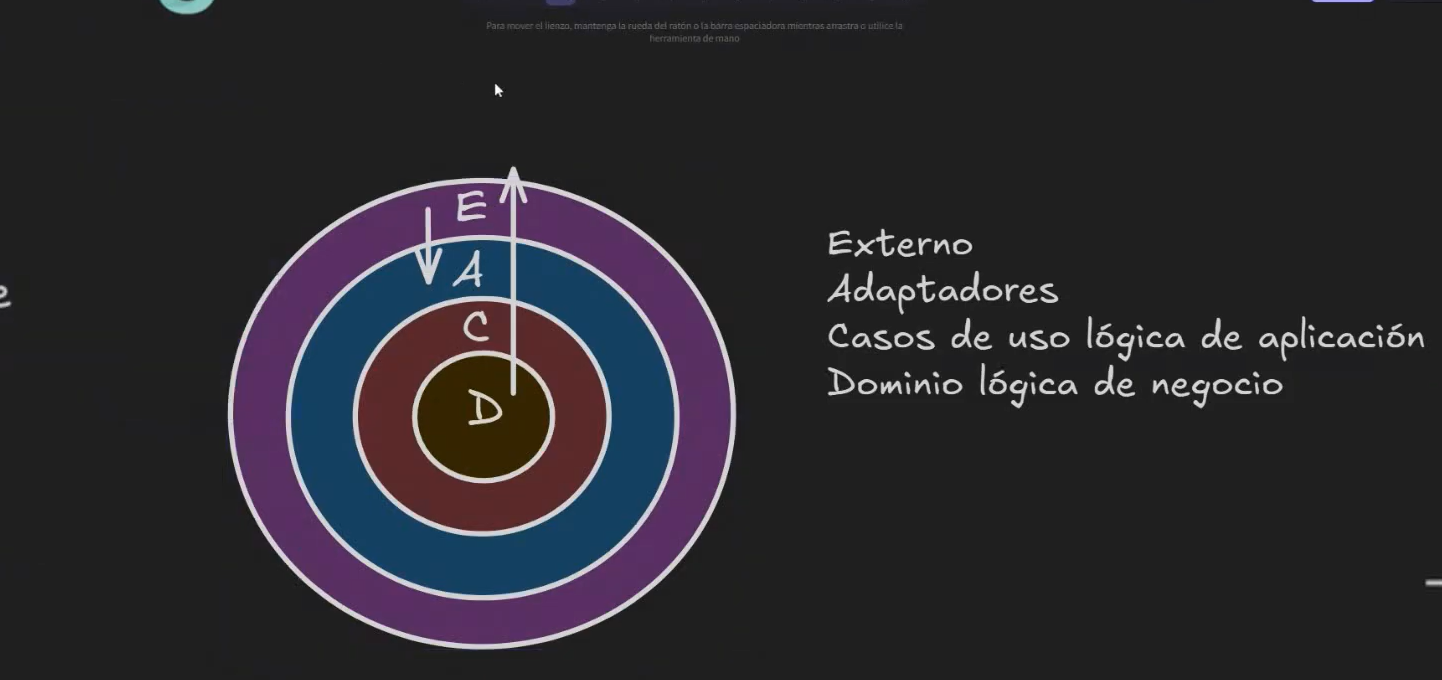 Para mover el lienzo, mantenga la rueda del ratón o la barra espaciadora mientras arrastra o utilice la
herramienta de mano
E
A
C
D
e
Externo
Adaptadores
Casos de uso lógica de aplicación
Dominio lógica de negocio